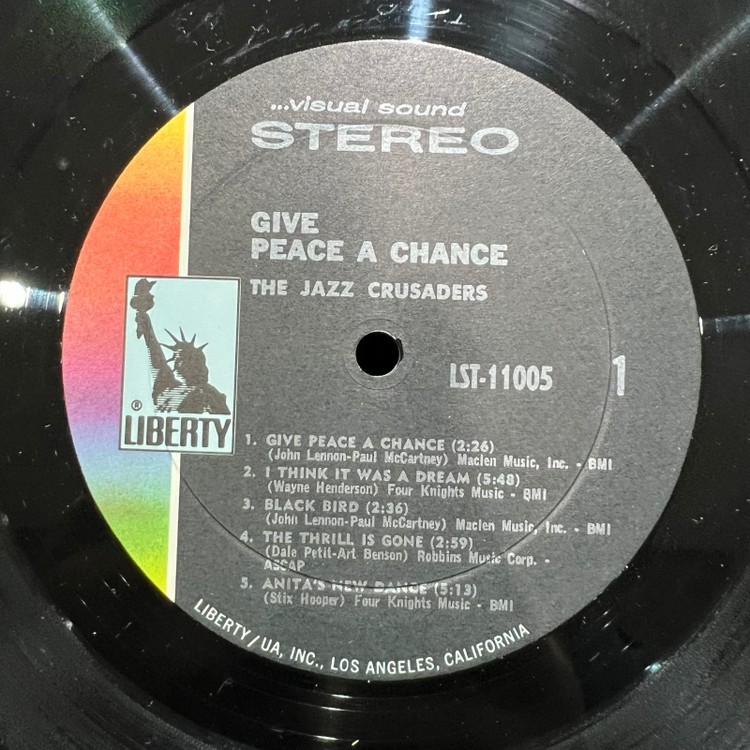 ...visual sound
STEREO
GIVE
PEACE A CHANCE
THE JAZZ CRUSADERS
LST-11005
1
® LIBERTY
1. GIVE PEACE A CHANCE (2:26)
(John Lennon-Paul McCartney) Maclen Music, Inc. - BMI
2. I THINK IT WAS A DREAM (5:48)
(Wayne Henderson) Four Knights Music - BMI
3. BLACK BIRD (2:36)
(John Lennon-Paul McCartney) Maclen Music, Inc. - BMI
4. THE THRILL IS GONE (2:59)
(Dale Petit-Art Benson) Robbins Music Corp. -
ASCAP
5. ANITA'S NEW DANCE (5:13)
(Stix Hooper) Four Knights Music - BMI
LIBERTY/UA, INC., LOS ANGELES, CALIFORNIA